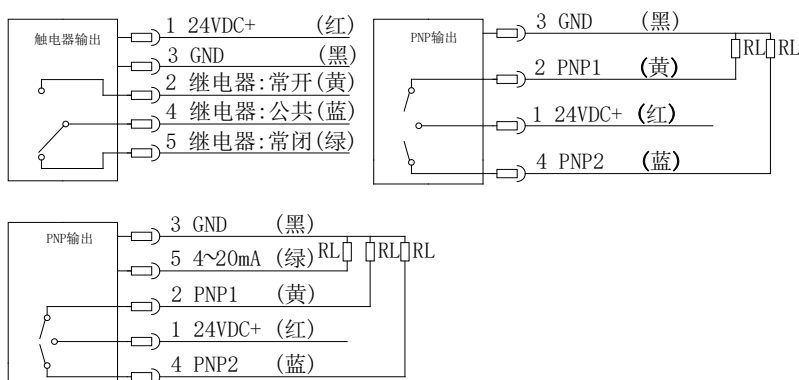 触电器输出
1 24VDC+ (红)
3 GND (黑)
2 继电器:常开(黄)
4 继电器:公共(蓝)
5 继电器:常闭(绿)
PNP输出
3 GND (黑)
RL RL
2 PNP1 (黄)
1 24VDC+ (红)
4 PNP2 (蓝)
PNP输出
3 GND (黑)
5 4~20mA (绿) RL RL RL
2 PNP1 (黄)
1 24VDC+ (红)
4 PNP2 (蓝)